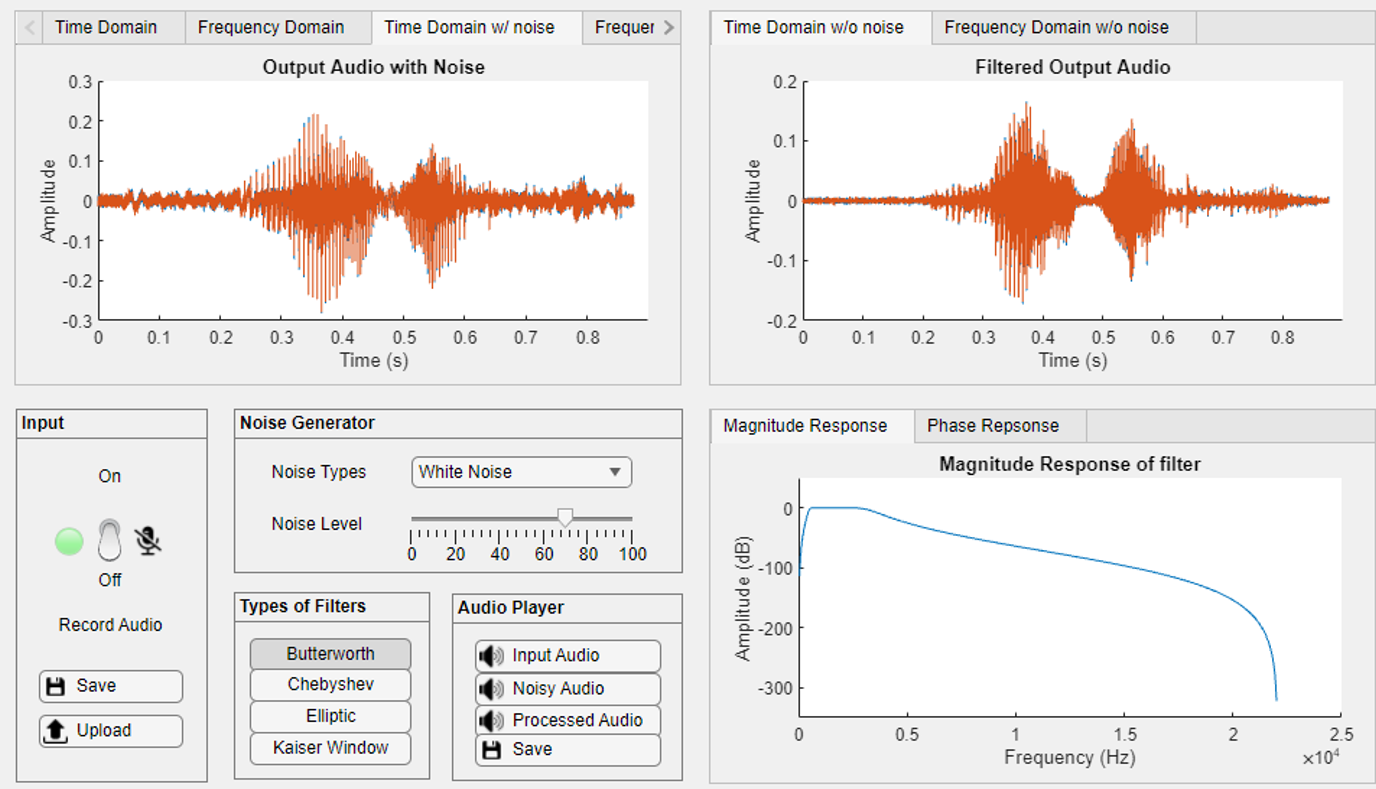 Time Domain
Frequency Domain
Time Domain w/ noise
Frequer
Output Audio with Noise
0.3
0.2
0.1
0
-0.1
-0.2
-0.3
Amplitude
0 0.1 0.2 0.3 0.4 0.5 0.6 0.7 0.8
Time (s)
Time Domain w/o noise
Frequency Domain w/o noise
Filtered Output Audio
0.2
0.1
0
-0.1
-0.2
Amplitude
0 0.1 0.2 0.3 0.4 0.5 0.6 0.7 0.8
Time (s)
Input
On
Off
Record Audio
Save
Upload
Noise Generator
Noise Types
White Noise
Noise Level
0 20 40 60 80 100
Types of Filters
Butterworth
Chebyshev
Elliptic
Kaiser Window
Audio Player
Input Audio
Noisy Audio
Processed Audio
Save
Magnitude Response
Phase Repsonse
Magnitude Response of filter
0
-100
-200
-300
Amplitude (dB)
0 0.5 1 1.5 2 2.5
Frequency (Hz)
×10⁴